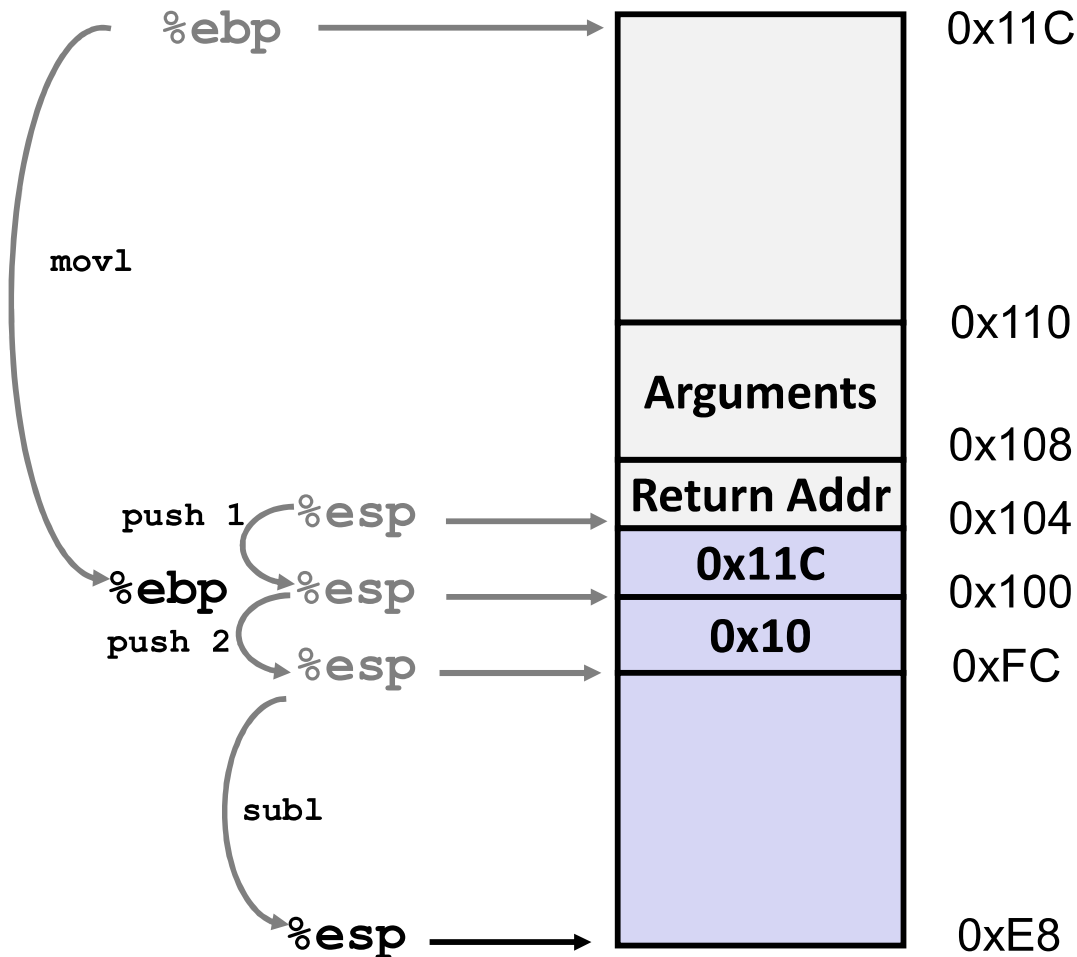 %ebp 0x11C
movl
0x110
Arguments
0x108
Return Addr
push 1 %esp 0x104
0x11C
%ebp %esp 0x100
push 2 0x10
%esp 0xFC
subl
%esp 0xE8